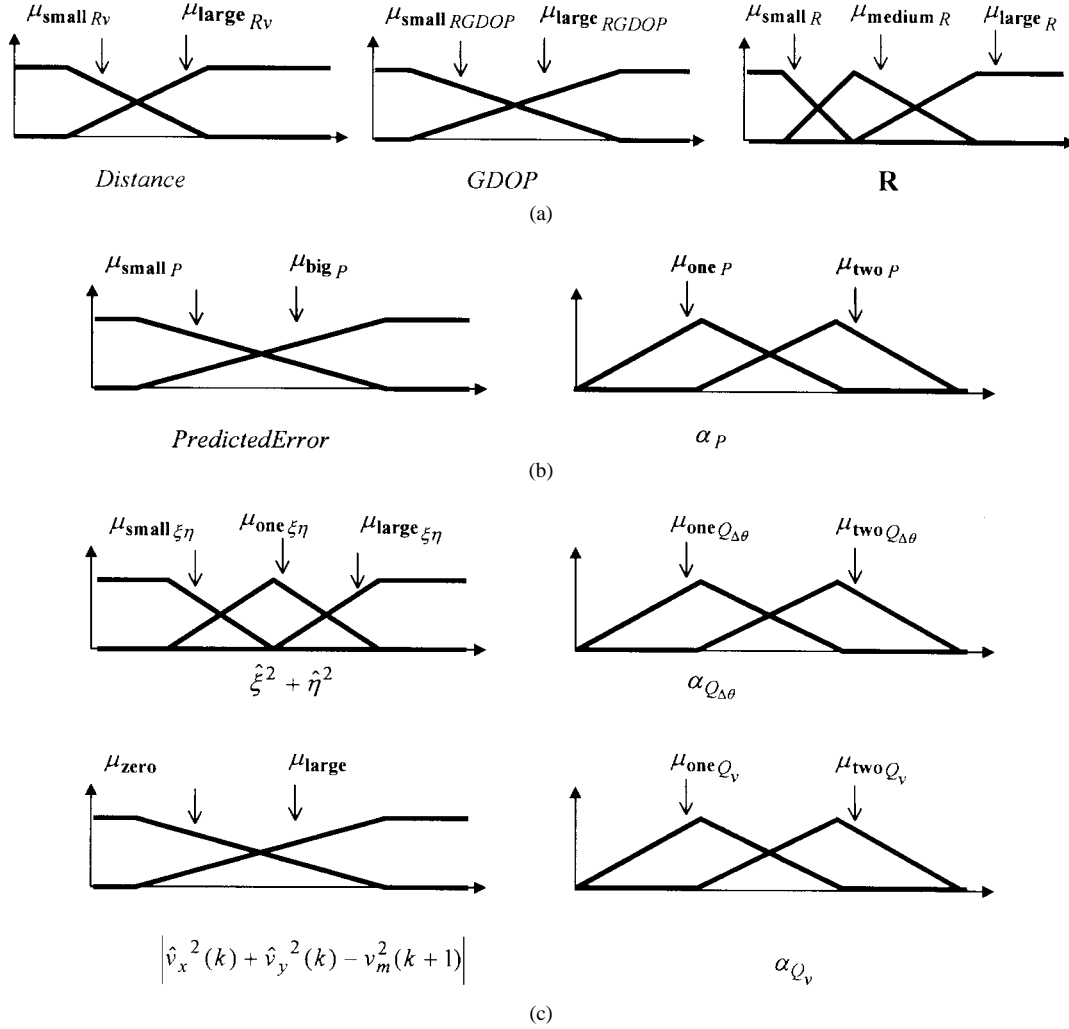 μsmall Rv μlarge Rv μsmall RGDOP μlarge RGDOP μsmall R μmedium R μlarge R
Distance GDOP R
(a)
μsmall P μbig P μone P μtwo P
PredictedError α P
(b)
μsmall ξη μone ξη μlarge ξη μone QΔθ μtwo QΔθ
ξ̂² + η̂² α QΔθ
μzero μlarge μone Qv μtwo Qv
|v̂x²(k) + v̂y²(k) − vm²(k + 1)| α Qv
(c)